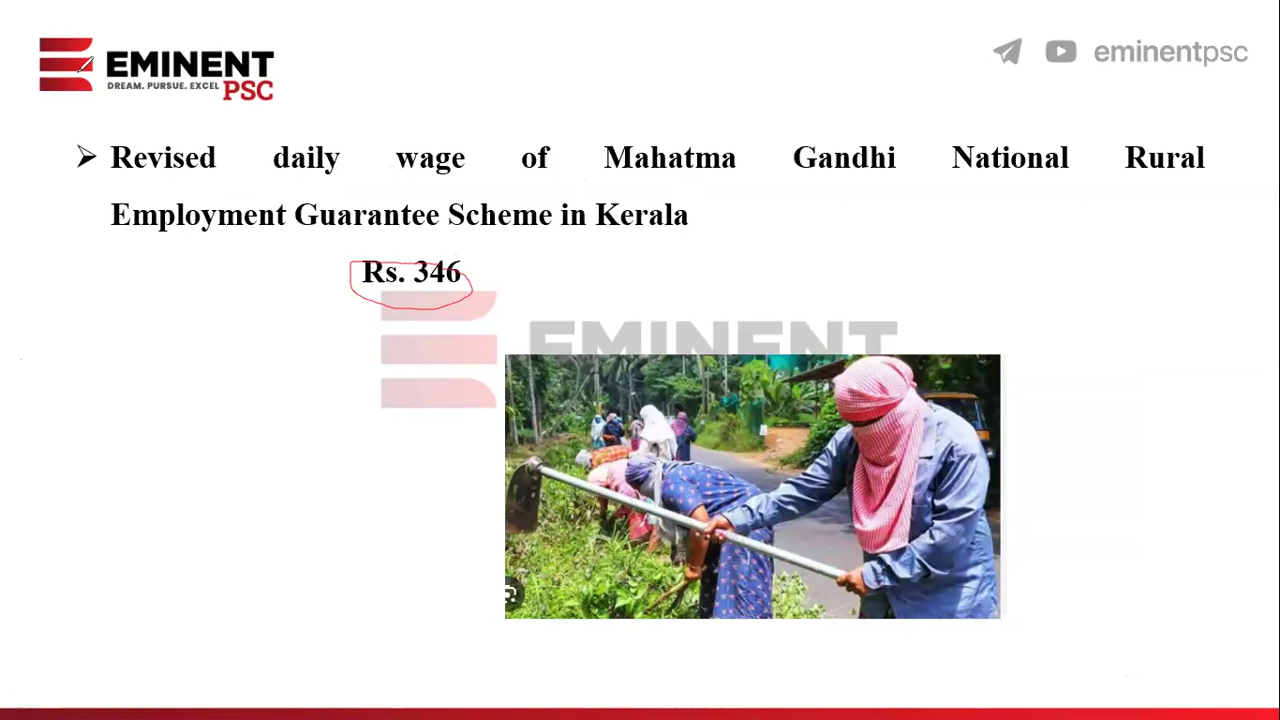 EMINENT
DREAM. PURSUE. EXCEL
PSC
eminentpsc
Revised daily wage of Mahatma Gandhi National Rural
Employment Guarantee Scheme in Kerala
Rs. 346
EMINENT